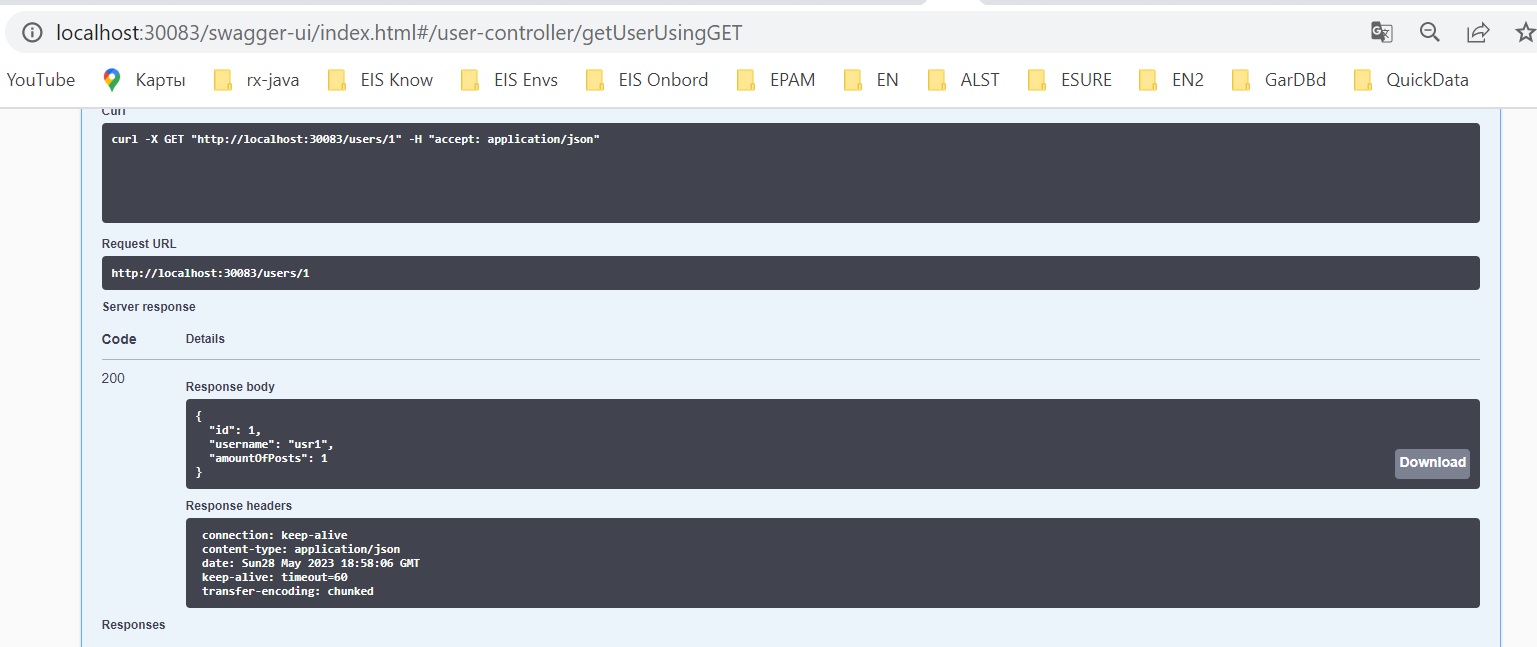 localhost:30083/swagger-ui/index.html#/user-controller/getUserUsingGET
YouTube Карты rx-java EIS Know EIS Envs EIS Onbord EPAM EN ALST ESURE EN2 GarDBd QuickData
Curl
curl -X GET "http://localhost:30083/users/1" -H "accept: application/json"
Request URL
http://localhost:30083/users/1
Server response
Code Details
200
Response body
{
"id": 1,
"username": "usr1",
"amountOfPosts": 1
}
Download
Response headers
connection: keep-alive
content-type: application/json
date: Sun28 May 2023 18:58:06 GMT
keep-alive: timeout=60
transfer-encoding: chunked
Responses